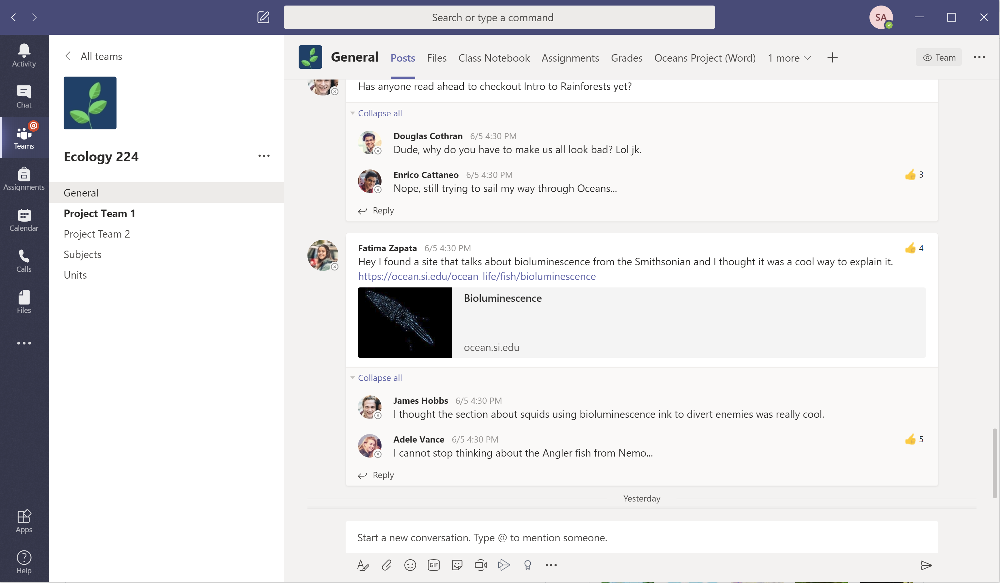 Search or type a command
SA
Activity
Chat
@
Teams
Assignments
Calendar
Calls
Files
Apps
Help
All teams
Ecology 224
General
Project Team 1
Project Team 2
Subjects
Units
General Posts Files Class Notebook Assignments Grades Oceans Project (Word) 1 more
Team
Has anyone read ahead to checkout Intro to Rainforests yet?
Collapse all
Douglas Cothran 6/5 4:30 PM
Dude, why do you have to make us all look bad? Lol jk.
Enrico Cattaneo 6/5 4:30 PM 3
Nope, still trying to sail my way through Oceans...
Reply
Fatima Zapata 6/5 4:30 PM 4
Hey I found a site that talks about bioluminescence from the Smithsonian and I thought it was a cool way to explain it.
https://ocean.si.edu/ocean-life/fish/bioluminescence
Bioluminescence
ocean.si.edu
Collapse all
James Hobbs 6/5 4:30 PM
I thought the section about squids using bioluminescence ink to divert enemies was really cool.
Adele Vance 6/5 4:30 PM 5
I cannot stop thinking about the Angler fish from Nemo...
Reply
Yesterday
Start a new conversation. Type @ to mention someone.
GIF